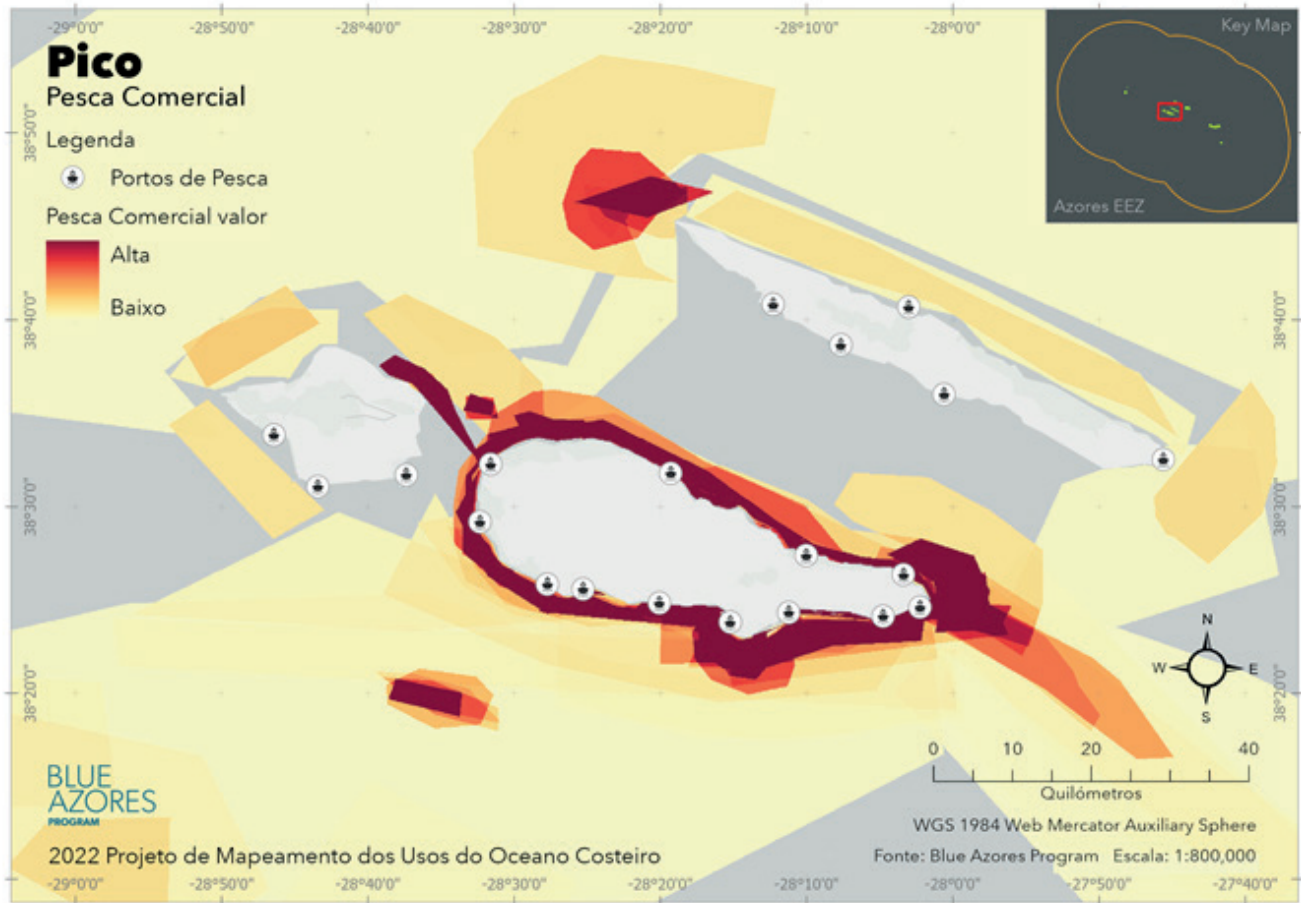 -29°0'0" -28°50'0" -28°40'0" -28°30'0" -28°20'0" -28°10'0" -28°0'0"
Key Map
Azores EEZ
Pico
Pesca Comercial
Legenda
Portos de Pesca
Pesca Comercial valor
Alta
Baixo
38°50'0"
38°40'0" 38°40'0"
38°30'0" 38°30'0"
38°20'0" 38°20'0"
N
W E
S
0 10 20 40
Quilómetros
BLUE
AZORES
PROGRAM
WGS 1984 Web Mercator Auxiliary Sphere
2022 Projeto de Mapeamento dos Usos do Oceano Costeiro
Fonte: Blue Azores Program Escala: 1:800,000
-29°0'0" -28°50'0" -28°40'0" -28°30'0" -28°20'0" -28°10'0" -28°0'0" -27°50'0" -27°40'0"